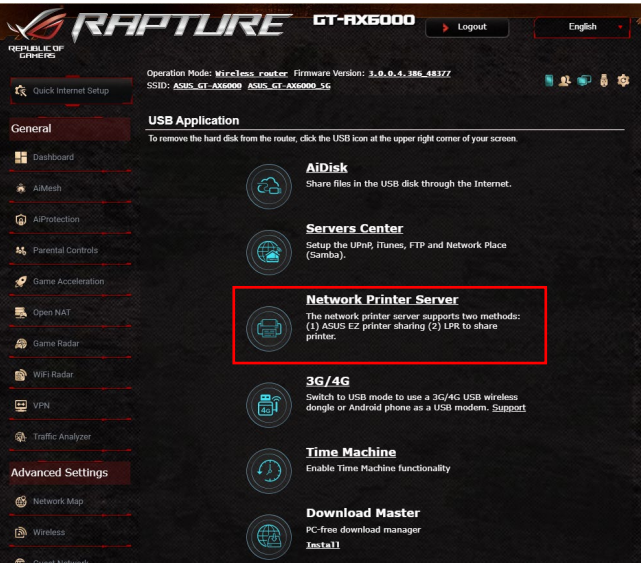 RAPTURE
REPUBLIC OF
GAMERS
GT-AX6000
Logout
English
Operation Mode: Wireless router Firmware Version: 3.0.0.4.386_48377
SSID: ASUS_GT-AX6000 ASUS_GT-AX6000_5G
Quick Internet Setup
General
Dashboard
AiMesh
AiProtection
Parental Controls
Game Acceleration
Open NAT
Game Radar
WiFi Radar
VPN
Traffic Analyzer
Advanced Settings
Network Map
Wireless
Guest Network
USB Application
To remove the hard disk from the router, click the USB icon at the upper right corner of your screen.
AiDisk
Share files in the USB disk through the Internet.
Servers Center
Setup the UPnP, iTunes, FTP and Network Place
(Samba).
Network Printer Server
The network printer server supports two methods:
(1) ASUS EZ printer sharing (2) LPR to share
printer.
3G/4G
4G
Switch to USB mode to use a 3G/4G USB wireless
dongle or Android phone as a USB modem. Support
Time Machine
Enable Time Machine functionality
Download Master
PC-free download manager
Install